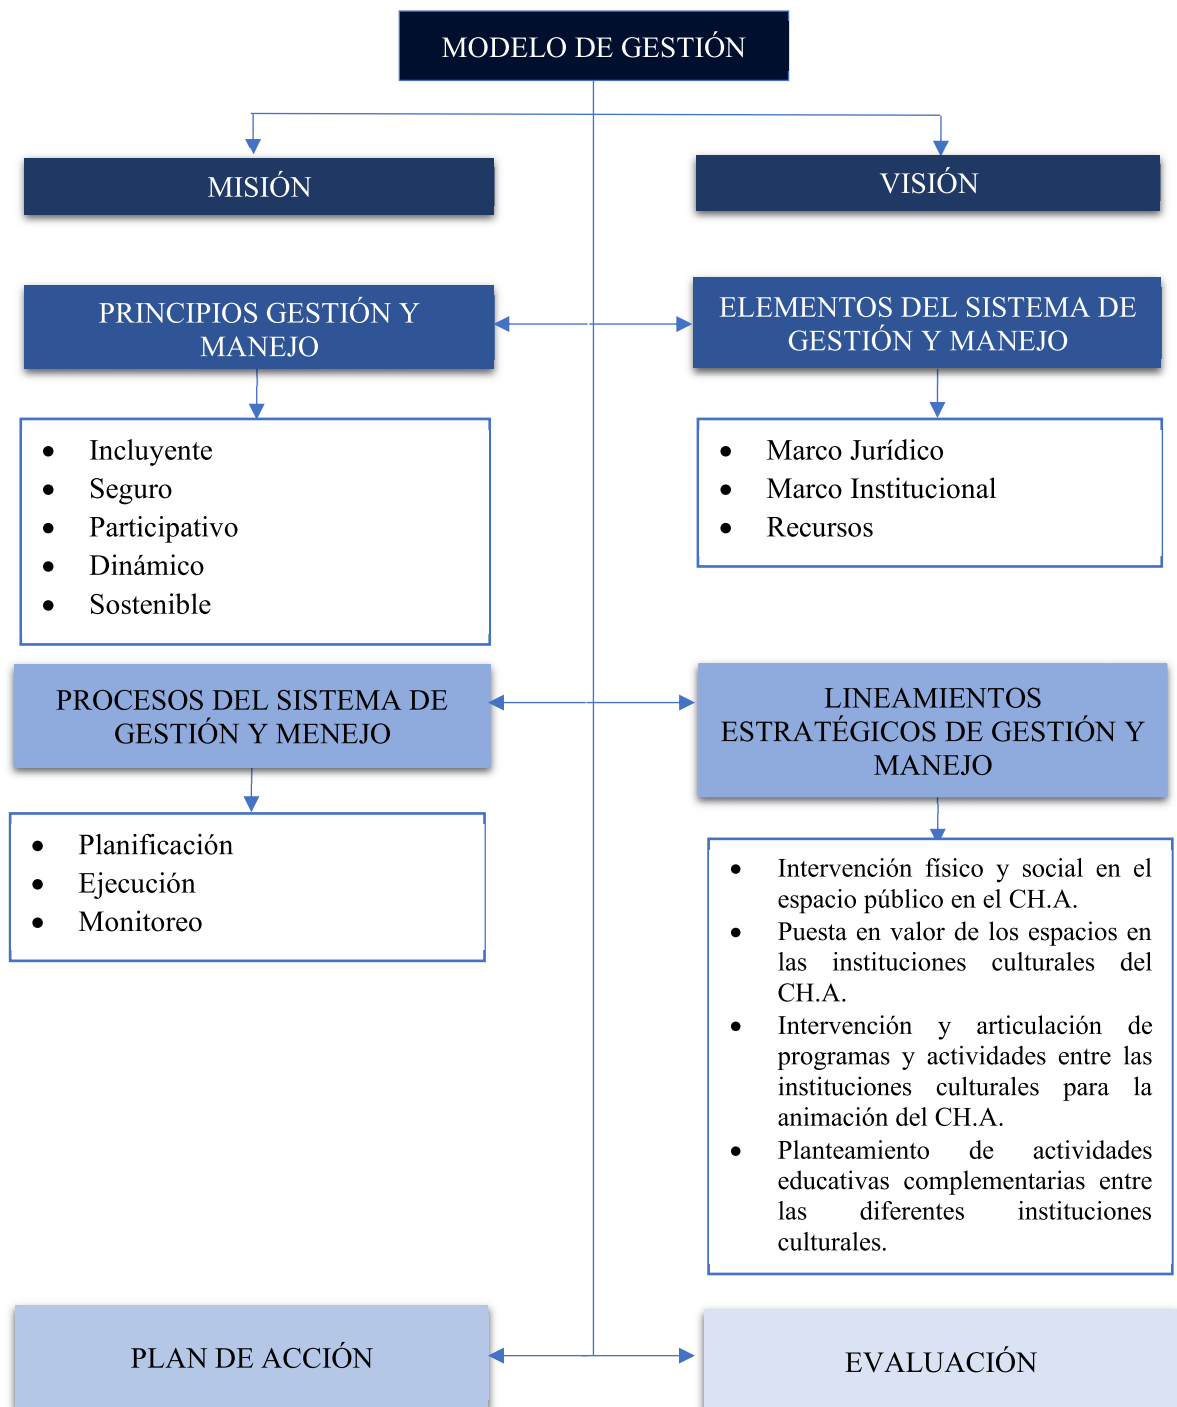 MODELO DE GESTIÓN
MISIÓN
VISIÓN
PRINCIPIOS GESTIÓN Y
MANEJO
ELEMENTOS DEL SISTEMA DE
GESTIÓN Y MANEJO
• Incluyente
• Seguro
• Participativo
• Dinámico
• Sostenible
• Marco Jurídico
• Marco Institucional
• Recursos
PROCESOS DEL SISTEMA DE
GESTIÓN Y MENEJO
LINEAMIENTOS
ESTRATÉGICOS DE GESTIÓN Y
MANEJO
• Planificación
• Ejecución
• Monitoreo
• Intervención físico y social en el
espacio público en el CH.A.
• Puesta en valor de los espacios en
las instituciones culturales del
CH.A.
• Intervención y articulación de
programas y actividades entre las
instituciones culturales para la
animación del CH.A.
• Planteamiento de actividades
educativas complementarias entre
las diferentes instituciones
culturales.
PLAN DE ACCIÓN
EVALUACIÓN